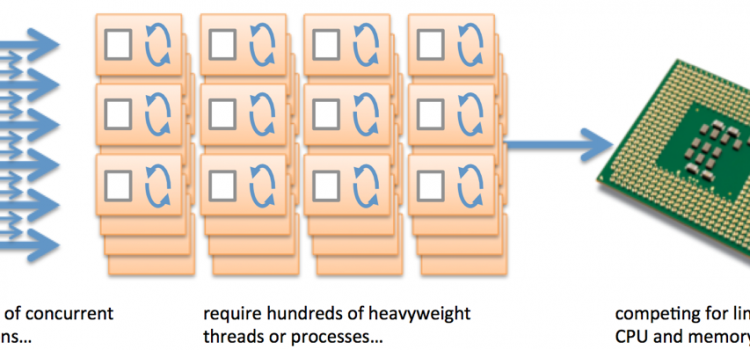 of concurrent
ns…
require hundreds of heavyweight
threads or processes…
competing for lin
CPU and memory